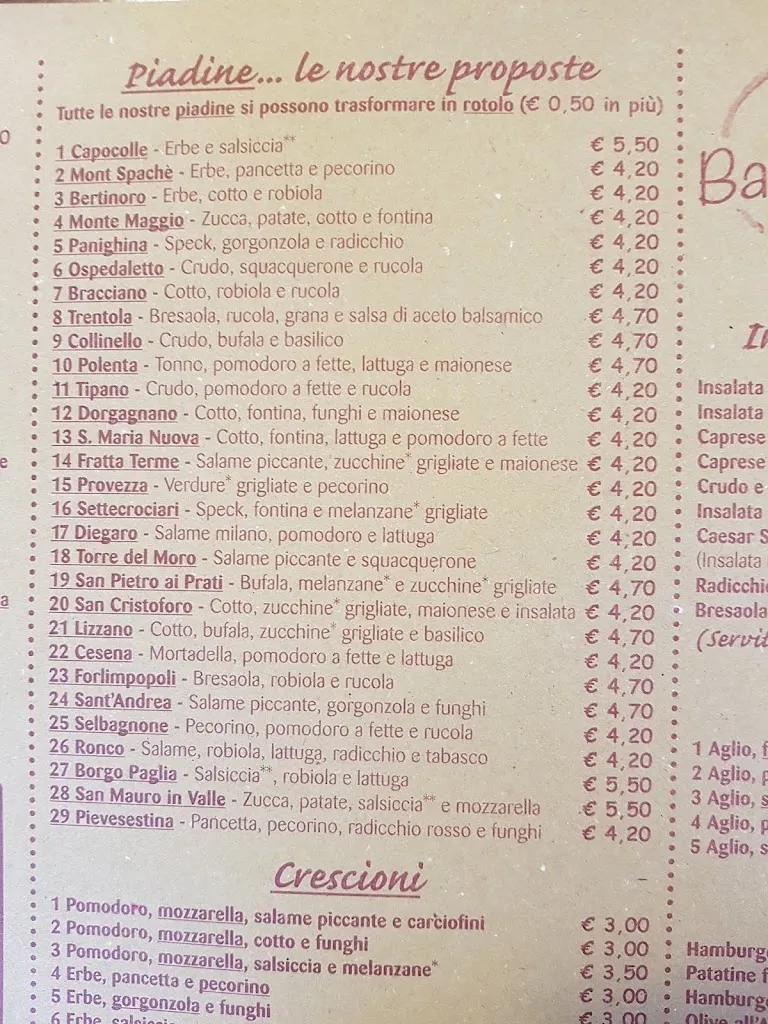 Piadine... le nostre proposte
Tutte le nostre piadine si possono trasformare in rotolo (€ 0,50 in più)
1 Capocolle - Erbe e salsiccia** € 5,50
2 Mont Spachè - Erbe, pancetta e pecorino € 4,20
3 Bertinoro - Erbe, cotto e robiola € 4,20
4 Monte Maggio - Zucca, patate, cotto e fontina € 4,20
5 Panighina - Speck, gorgonzola e radicchio € 4,20
6 Ospedaletto - Crudo, squacquerone e rucola € 4,20
7 Bracciano - Cotto, robiola e rucola € 4,20
8 Trentola - Bresaola, rucola, grana e salsa di aceto balsamico € 4,70
9 Collinello - Crudo, bufala e basilico € 4,70
10 Polenta - Tonno, pomodoro a fette, lattuga e maionese € 4,70
11 Tipano - Crudo, pomodoro a fette e rucola € 4,20
12 Dorgagnano - Cotto, fontina, funghi e maionese € 4,20
13 S. Maria Nuova - Cotto, fontina, lattuga e pomodoro a fette € 4,20
14 Fratta Terme - Salame piccante, zucchine* grigliate e maionese € 4,20
15 Provezza - Verdure* grigliate e pecorino € 4,20
16 Settecrociari - Speck, fontina e melanzane* grigliate € 4,20
17 Diegaro - Salame milano, pomodoro e lattuga € 4,20
18 Torre del Moro - Salame piccante e squacquerone € 4,20
19 San Pietro ai Prati - Bufala, melanzane* e zucchine* grigliate € 4,70
20 San Cristoforo - Cotto, zucchine* grigliate, maionese e insalata € 4,20
21 Lizzano - Cotto, bufala, zucchine* grigliate e basilico € 4,70
22 Cesena - Mortadella, pomodoro a fette e lattuga € 4,20
23 Forlimpopoli - Bresaola, robiola e rucola € 4,70
24 Sant'Andrea - Salame piccante, gorgonzola e funghi € 4,70
25 Selbagnone - Pecorino, pomodoro a fette e rucola € 4,20
26 Ronco - Salame, robiola, lattuga, radicchio e tabasco € 4,20
27 Borgo Paglia - Salsiccia**, robiola e lattuga € 5,50
28 San Mauro in Valle - Zucca, patate, salsiccia** e mozzarella € 5,50
29 Pievesestina - Pancetta, pecorino, radicchio rosso e funghi € 4,20
Crescioni
1 Pomodoro, mozzarella, salame piccante e carciofini € 3,00
2 Pomodoro, mozzarella, cotto e funghi € 3,00
3 Pomodoro, mozzarella, salsiccia e melanzane* € 3,50
4 Erbe, pancetta e pecorino € 3,00
5 Erbe, gorgonzola e funghi € 3,00
6 Erbe,
Ba
In
Insalata
Insalata
Caprese
Caprese
Crudo e
Insalata
Caesar S
(Insalata
Radicchi
Bresaola
(Servit
1 Aglio, f
2 Aglio, p
3 Aglio, s
4 Aglio, p
5 Aglio, s
Hamburg
Patatine f
Hamburg
Olive all'A